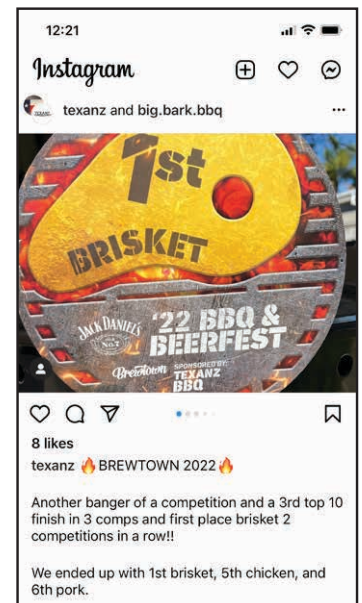 12:21
Instagram
texanz and big.bark.bbq
1st
BRISKET
JACK DANIEL'S
'22 BBQ &
BEERFEST
Brewtown
SPONSORED BY:
TEXANZ
BBQ
8 likes
texanz 🔥 BREWTOWN 2022 🔥
Another banger of a competition and a 3rd top 10
finish in 3 comps and first place brisket 2
competitions in a row!!
We ended up with 1st brisket, 5th chicken, and
6th pork.